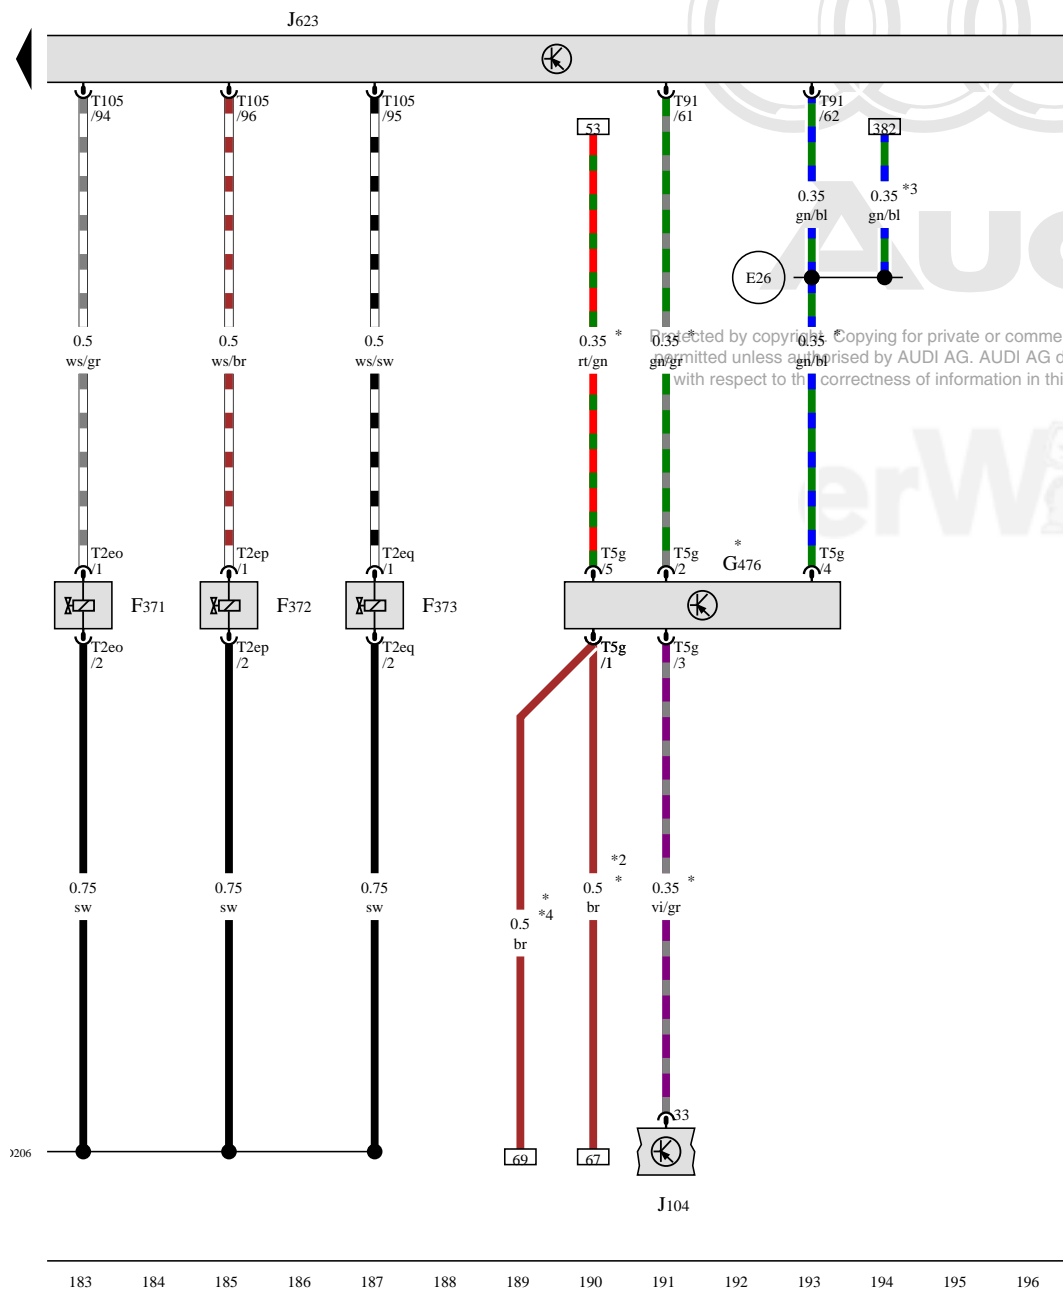 J623
T105
/94
T105
/96
T105
/95
T91
/61
T91
/62
53
382
0.35
gn/bl
0.35 *3
gn/bl
E26
Audi
0.5
ws/gr
0.5
ws/br
0.5
ws/sw
0.35 *
rt/gn
0.35 *
gn/gr
0.35 *
gn/bl
Protected by copyright. Copying for private or comme
permitted unless authorised by AUDI AG. AUDI AG d
with respect to the correctness of information in thi
erWi
T2eo
/1
T2ep
/1
T2eq
/1
T5g
/5
T5g
/2
*
G476
T5g
/4
F371
F372
F373
T2eo
/2
T2ep
/2
T2eq
/2
T5g
/1
T5g
/3
0.75
sw
0.75
sw
0.75
sw
*
*4
0.5
br
*2
*
0.5
br
0.35 *
vi/gr
33
206
69
67
J104
183 184 185 186 187 188 189 190 191 192 193 194 195 196